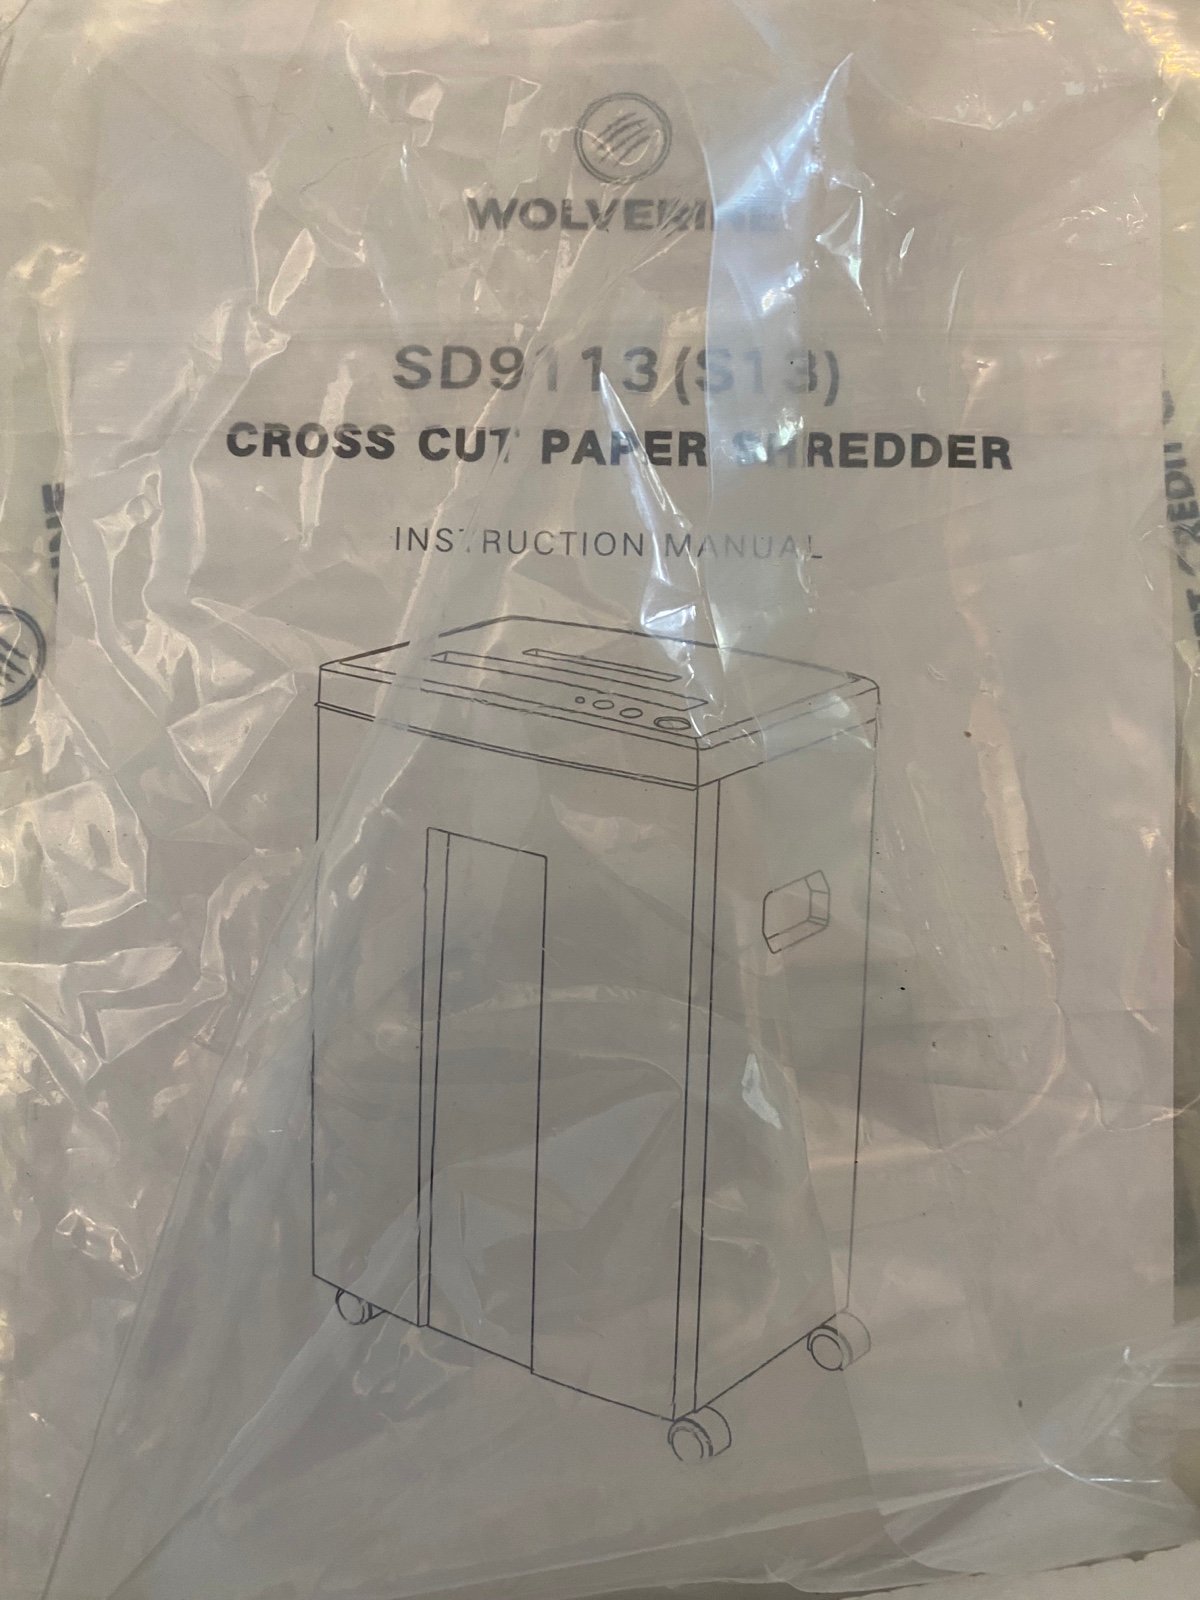 WOLVERINE
SD9113(S13)
CROSS CUT PAPER SHREDDER
INSTRUCTION MANUAL